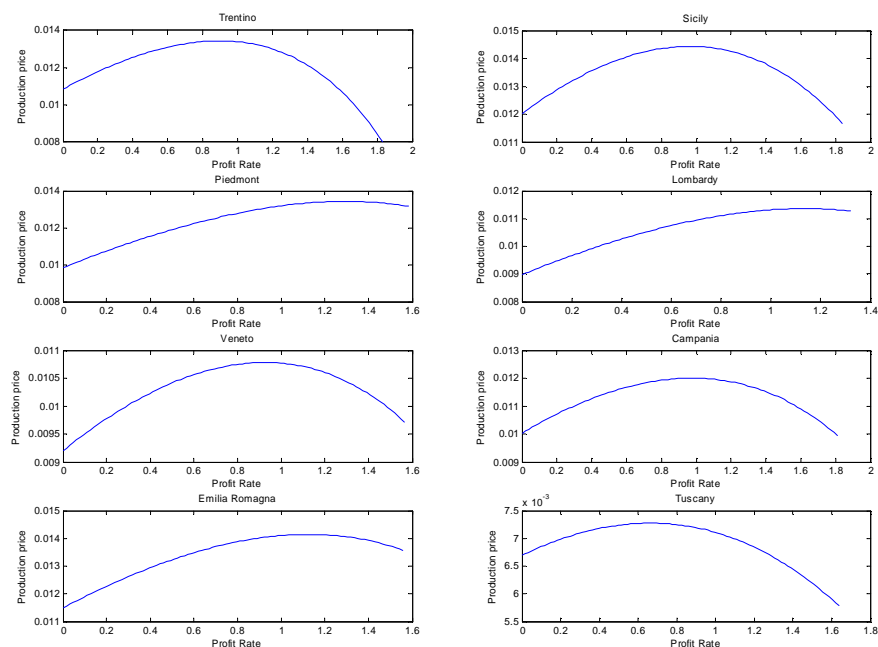 Trentino
Production price
0.014
0.012
0.01
0.008
0 0.2 0.4 0.6 0.8 1 1.2 1.4 1.6 1.8 2
Profit Rate
Sicily
Production price
0.015
0.014
0.013
0.012
0.011
0 0.2 0.4 0.6 0.8 1 1.2 1.4 1.6 1.8 2
Profit Rate
Piedmont
Production price
0.014
0.012
0.01
0.008
0 0.2 0.4 0.6 0.8 1 1.2 1.4 1.6
Profit Rate
Lombardy
Production price
0.012
0.011
0.01
0.009
0.008
0 0.2 0.4 0.6 0.8 1 1.2 1.4
Profit Rate
Veneto
Production price
0.011
0.0105
0.01
0.0095
0.009
0 0.2 0.4 0.6 0.8 1 1.2 1.4 1.6
Profit Rate
Campania
Production price
0.013
0.012
0.011
0.01
0.009
0 0.2 0.4 0.6 0.8 1 1.2 1.4 1.6 1.8 2
Profit Rate
Emilia Romagna
Production price
0.015
0.014
0.013
0.012
0.011
0 0.2 0.4 0.6 0.8 1 1.2 1.4 1.6
Profit Rate
Tuscany
x 10^-3
Production price
7.5
7
6.5
6
5.5
0 0.2 0.4 0.6 0.8 1 1.2 1.4 1.6 1.8
Profit Rate